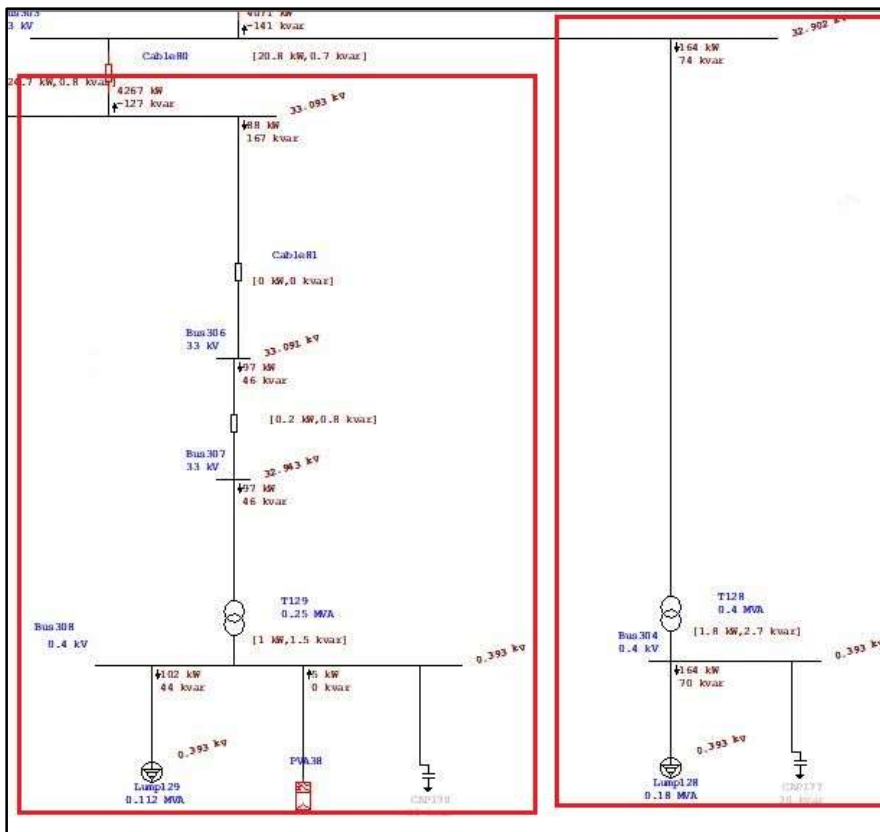 3 kV
-141 kvar
32.902 kV
Cable80
[20.8 kW,0.7 kvar]
164 kW
74 kvar
4267 kW
-127 kvar
33.093 kV
88 kW
167 kvar
Cable81
[0 kW,0 kvar]
Bus306
33 kV
33.091 kV
97 kW
46 kvar
[0.2 kW,0.8 kvar]
Bus307
33 kV
32.943 kV
97 kW
46 kvar
T129
0.25 MVA
[1 kW,1.5 kvar]
Bus308
0.4 kV
0.393 kV
102 kW
44 kvar
5 kW
0 kvar
0.393 kV
PVA38
Lump129
0.112 MVA
T128
0.4 MVA
[1.8 kW,2.7 kvar]
Bus304
0.4 kV
0.393 kV
164 kW
70 kvar
0.393 kV
Lump128
0.18 MVA